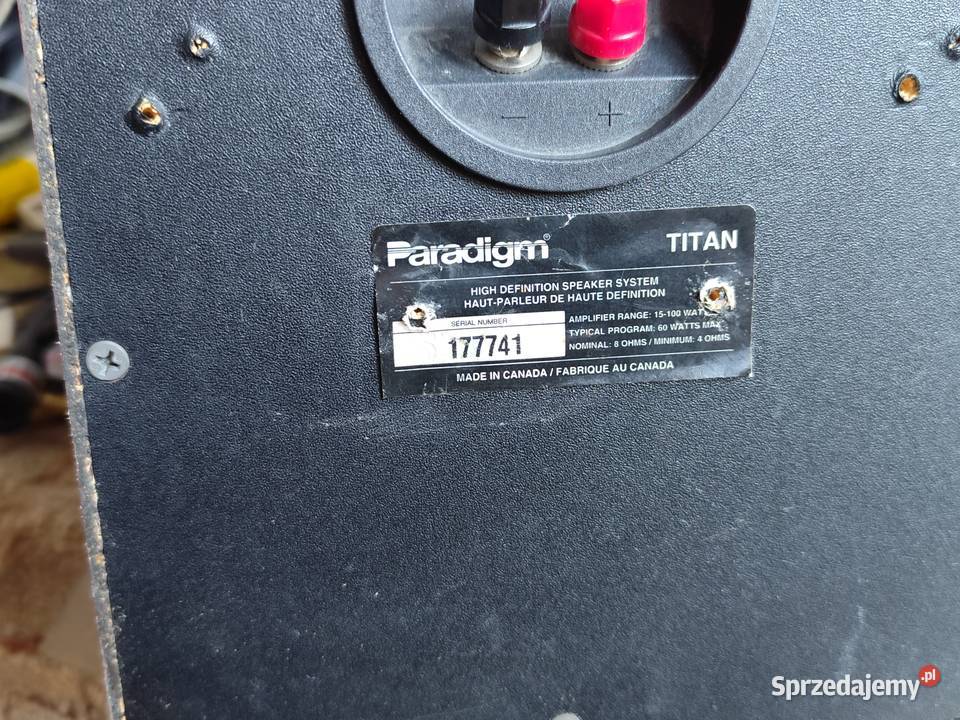 - +
Paradigm® TITAN
HIGH DEFINITION SPEAKER SYSTEM
HAUT-PARLEUR DE HAUTE DEFINITION
SERIAL NUMBER
177741
AMPLIFIER RANGE: 15-100 WATTS
TYPICAL PROGRAM: 60 WATTS MAX
NOMINAL: 8 OHMS / MINIMUM: 4 OHMS
MADE IN CANADA / FABRIQUE AU CANADA
Sprzedajemy.pl